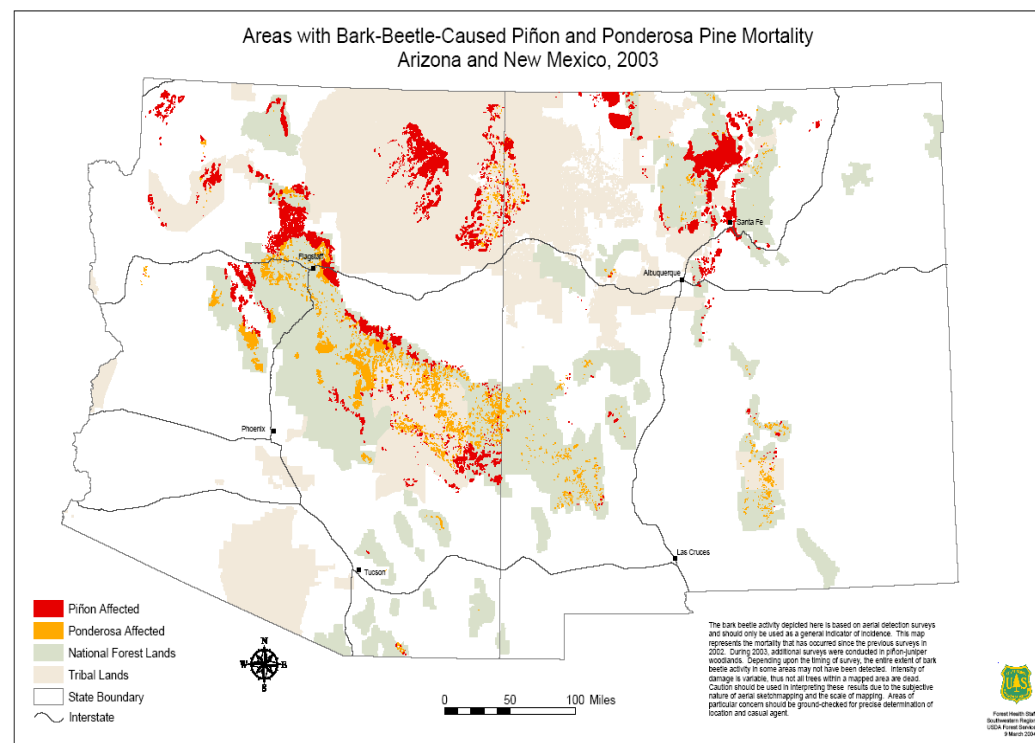 Areas with Bark-Beetle-Caused Piñon and Ponderosa Pine Mortality
Arizona and New Mexico, 2003
Santa Fe
Flagstaff
Albuquerque
Phoenix
Las Cruces
Tucson
Piñon Affected
Ponderosa Affected
National Forest Lands
Tribal Lands
State Boundary
Interstate
N
W E
S
0 50 100 Miles
The bark beetle activity depicted here is based on aerial detection surveys
and should only be used as a general indicator of incidence. This map
represents the mortality that has occurred since the previous surveys in
2002. During 2003, additional surveys were conducted in piñon-juniper
woodlands. Depending upon the timing of survey, the entire extent of bark
beetle activity in some areas may not have been detected. Intensity of
damage is variable, thus not all trees within a mapped area are dead.
Caution should be used in interpreting these results due to the subjective
nature of aerial sketchmapping and the scale of mapping. Areas of
particular concern should be ground-checked for precise determination of
location and casual agent.
U S
Forest Health Staff
Southwestern Region
USDA Forest Service
9 March 2004